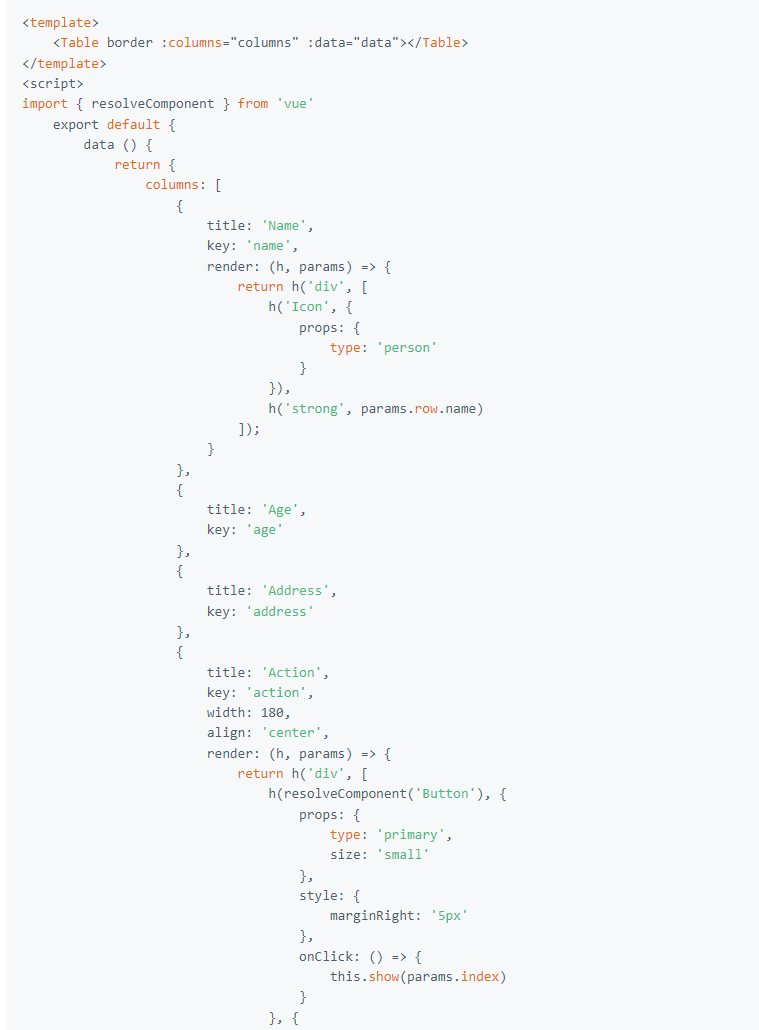 <template>
    <Table border :columns="columns" :data="data"></Table>
</template>
<script>
import { resolveComponent } from 'vue'
    export default {
        data () {
            return {
                columns: [
                    {
                        title: 'Name',
                        key: 'name',
                        render: (h, params) => {
                            return h('div', [
                                h('Icon', {
                                    props: {
                                        type: 'person'
                                    }
                                }),
                                h('strong', params.row.name)
                            ]);
                        }
                    },
                    {
                        title: 'Age',
                        key: 'age'
                    },
                    {
                        title: 'Address',
                        key: 'address'
                    },
                    {
                        title: 'Action',
                        key: 'action',
                        width: 180,
                        align: 'center',
                        render: (h, params) => {
                            return h('div', [
                                h(resolveComponent('Button'), {
                                    props: {
                                        type: 'primary',
                                        size: 'small'
                                    },
                                    style: {
                                        marginRight: '5px'
                                    },
                                    onClick: () => {
                                        this.show(params.index)
                                    }
                                }, {